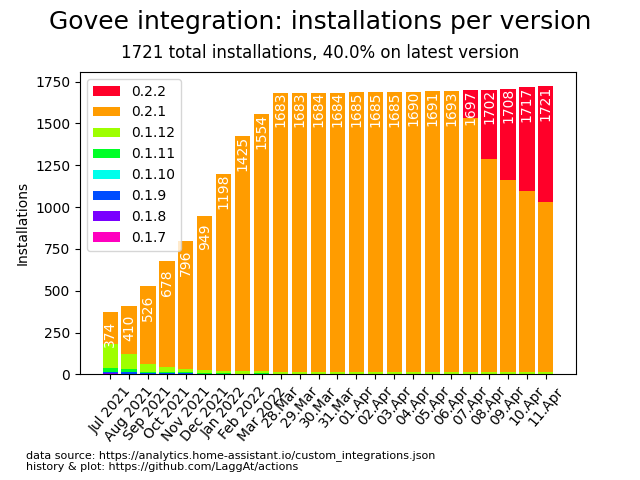 Govee integration: installations per version
1721 total installations, 40.0% on latest version
Installations
1750
1500
1250
1000
750
500
250
0
0.2.2
0.2.1
0.1.12
0.1.11
0.1.10
0.1.9
0.1.8
0.1.7
374
410
526
678
796
949
1198
1425
1554
1683
1683
1684
1684
1685
1685
1685
1690
1691
1693
1697
1702
1708
1717
1721
Jul 2021
Aug 2021
Sep 2021
Oct 2021
Nov 2021
Dec 2021
Jan 2022
Feb 2022
Mar 2022
28.Mar
29.Mar
30.Mar
31.Mar
01.Apr
02.Apr
03.Apr
04.Apr
05.Apr
06.Apr
07.Apr
08.Apr
09.Apr
10.Apr
11.Apr
data source: https://analytics.home-assistant.io/custom_integrations.json
history & plot: https://github.com/LaggAt/actions